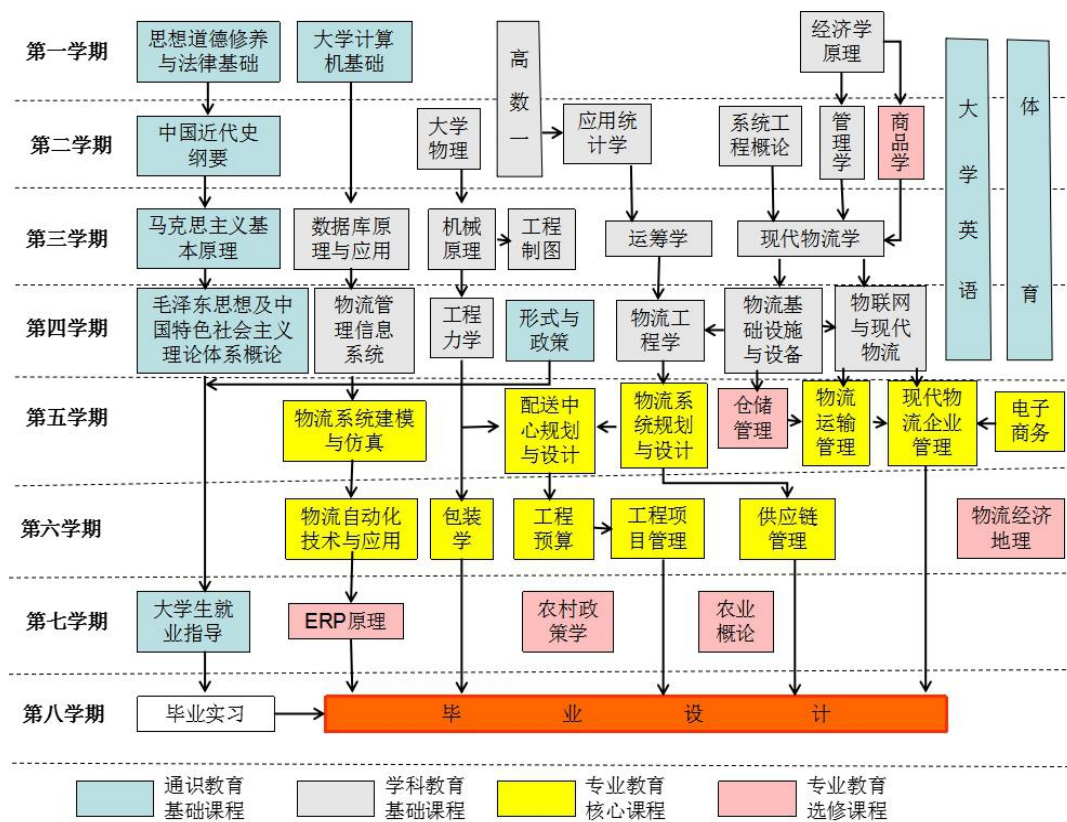 第一学期
思想道德修养
与法律基础
大学计算
机基础
高
数
一
经济学
原理
大
学
英
语
体
育
第二学期
中国近代史
纲要
大学
物理
应用统
计学
系统工
程概论
管
理
学
商
品
学
第三学期
马克思主义基
本原理
数据库原
理与应用
机械
原理
工程
制图
运筹学
现代物流学
第四学期
毛泽东思想及中
国特色社会主义
理论体系概论
物流管
理信息
系统
工程
力学
形式与
政策
物流工
程学
物流基
础设施
与设备
物联网
与现代
物流
第五学期
物流系统建模
与仿真
配送中
心规划
与设计
物流系
统规划
与设计
仓储
管理
物流
运输
管理
现代物
流企业
管理
电子
商务
第六学期
物流自动化
技术与应用
包装
学
工程
预算
工程项
目管理
供应链
管理
物流经济
地理
第七学期
大学生就
业指导
ERP原理
农村政
策学
农业
概论
第八学期
毕业实习
毕 业 设 计
通识教育
基础课程
学科教育
基础课程
专业教育
核心课程
专业教育
选修课程